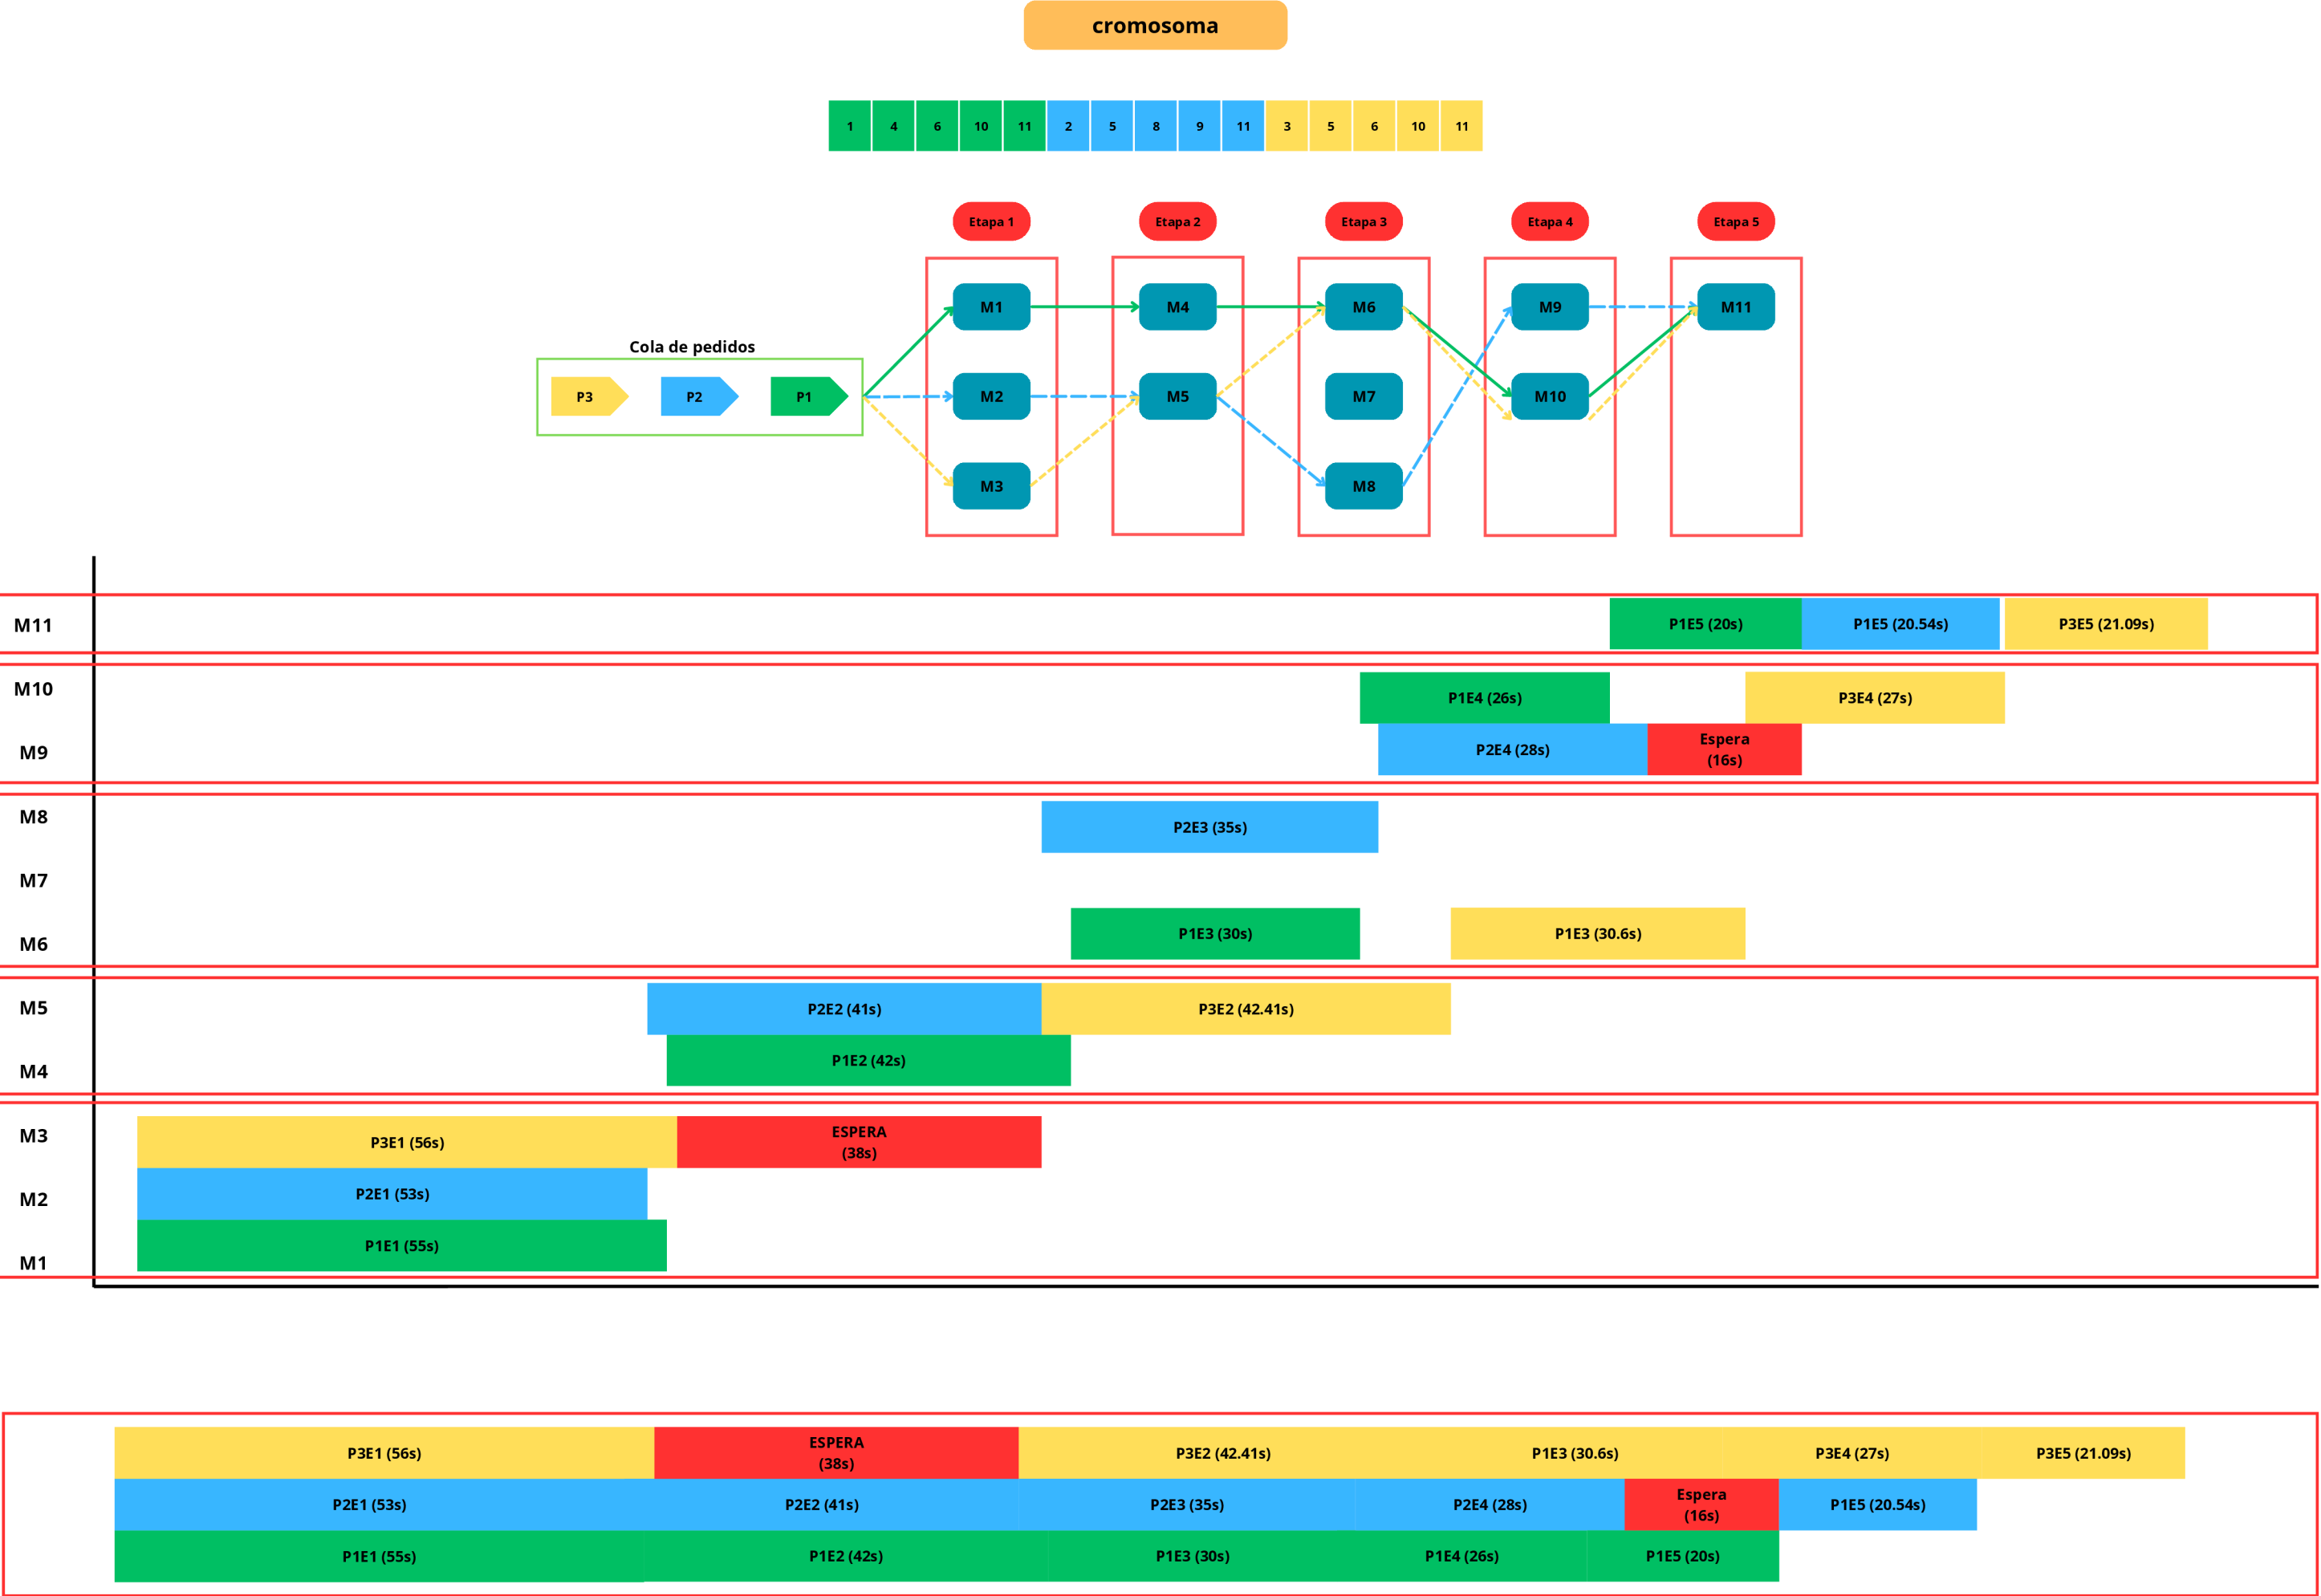 cromosoma
1 4 6 10 11 2 5 8 9 11 3 5 6 10 11
Etapa 1 Etapa 2 Etapa 3 Etapa 4 Etapa 5
M1 M4 M6 M9 M11
Cola de pedidos
P3 P2 P1 M2 M5 M7 M10
M3 M8
M11 P1E5 (20s) P1E5 (20.54s) P3E5 (21.09s)
M10 P1E4 (26s) P3E4 (27s)
M9 P2E4 (28s) Espera
(16s)
M8 P2E3 (35s)
M7
M6 P1E3 (30s) P1E3 (30.6s)
M5 P2E2 (41s) P3E2 (42.41s)
M4 P1E2 (42s)
M3 P3E1 (56s) ESPERA
(38s)
M2 P2E1 (53s)
M1 P1E1 (55s)
P3E1 (56s) ESPERA
(38s) P3E2 (42.41s) P1E3 (30.6s) P3E4 (27s) P3E5 (21.09s)
P2E1 (53s) P2E2 (41s) P2E3 (35s) P2E4 (28s) Espera
(16s) P1E5 (20.54s)
P1E1 (55s) P1E2 (42s) P1E3 (30s) P1E4 (26s) P1E5 (20s)